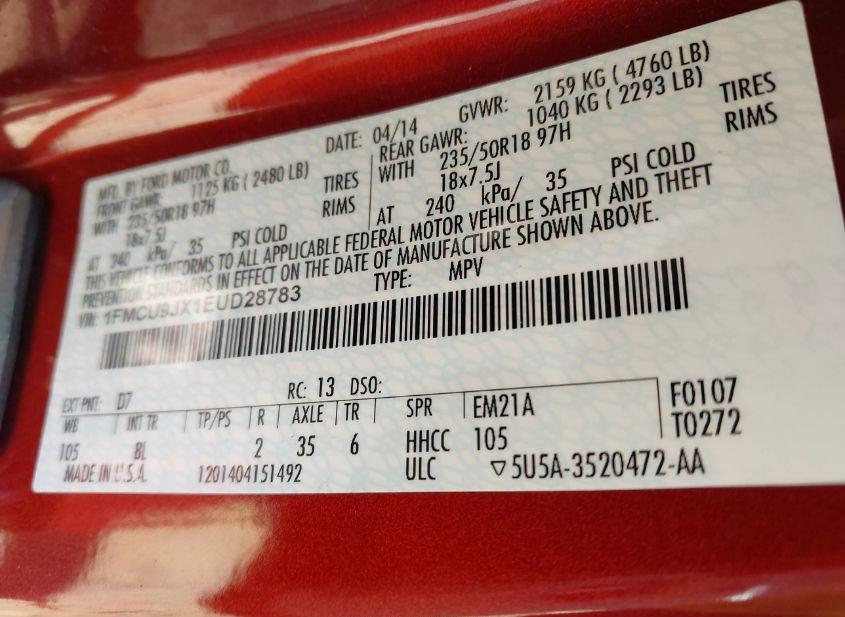 MFD. BY FORD MOTOR CO.
DATE: 04/14 GVWR: 2159 KG ( 4760 LB)
FRONT GAWR: 1125 KG ( 2480 LB) REAR GAWR: 1040 KG ( 2293 LB)
WITH 235/50R18 97H TIRES WITH 235/50R18 97H TIRES
18x7.5J RIMS 18x7.5J RIMS
AT 240 kPa/ 35 PSI COLD AT 240 kPa/ 35 PSI COLD
THIS VEHICLE CONFORMS TO ALL APPLICABLE FEDERAL MOTOR VEHICLE SAFETY AND THEFT
PREVENTION STANDARDS IN EFFECT ON THE DATE OF MANUFACTURE SHOWN ABOVE.
VIN: 1FMCU9JX1EUD28783 TYPE: MPV
EXT PNT: D7 RC: 13 DSO:
WB INT TR TP/PS R AXLE TR SPR EM21A F0107
105 8L 2 35 6 HHCC 105 T0272
MADE IN U.S.A. 1201404151492 ULC ▽5U5A-3520472-AA